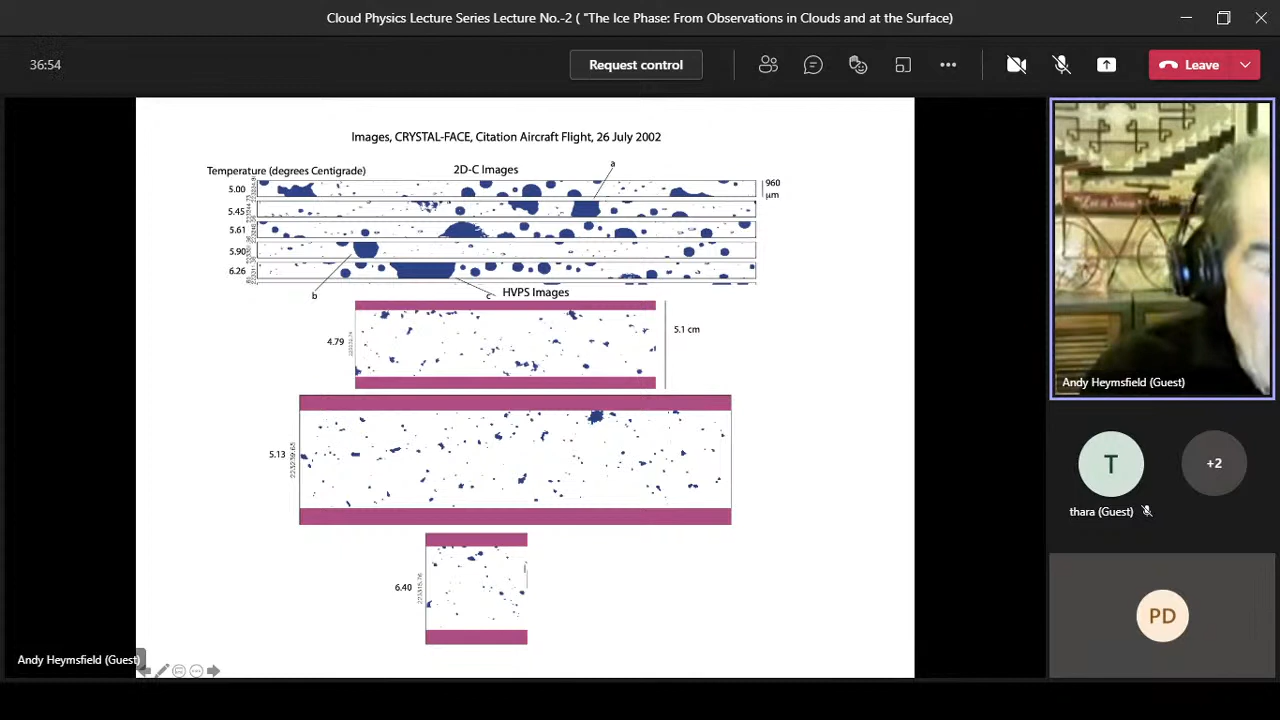 Cloud Physics Lecture Series Lecture No.-2 ( "The Ice Phase: From Observations in Clouds and at the Surface)
36:54
Request control
Leave
Images, CRYSTAL-FACE, Citation Aircraft Flight, 26 July 2002
Temperature (degrees Centigrade)
2D-C Images
a
5.00
960
μm
5.45
5.61
5.90
6.26
b
c
HVPS Images
4.79
5.1 cm
5.13
6.40
Andy Heymsfield (Guest)
T
+2
thara (Guest)
PD
Andy Heymsfield (Guest)